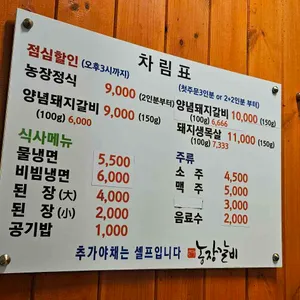 차림표
점심할인 (오후3시까지)
농장정식 9,000 (2인분부터)
양념돼지갈비 9,000 (150g)
(100g) 6,000
(첫주문3인분 or 2+2인분 부터)
양념돼지갈비 10,000 (150g)
(100g) 6,666
돼지생목살 11,000 (150g)
(100g) 7,333
식사메뉴
물냉면 5,500
비빔냉면 6,000
된 장 (大) 4,000
된 장 (小) 2,000
공기밥 1,000
주류
소 주 4,500
맥 주 5,000
3,000
음료수 2,000
추가야채는 셀프입니다 농장갈비